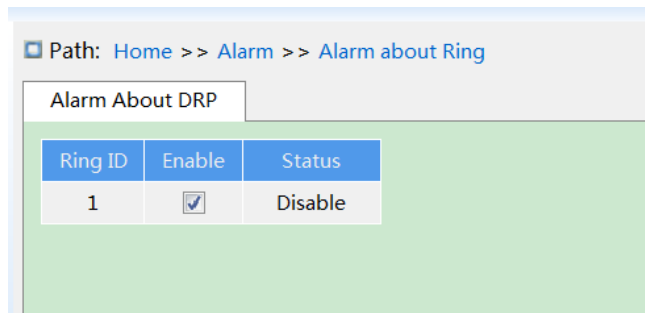 Path: Home >> Alarm >> Alarm about Ring
Alarm About DRP
Ring ID Enable Status
1 Disable